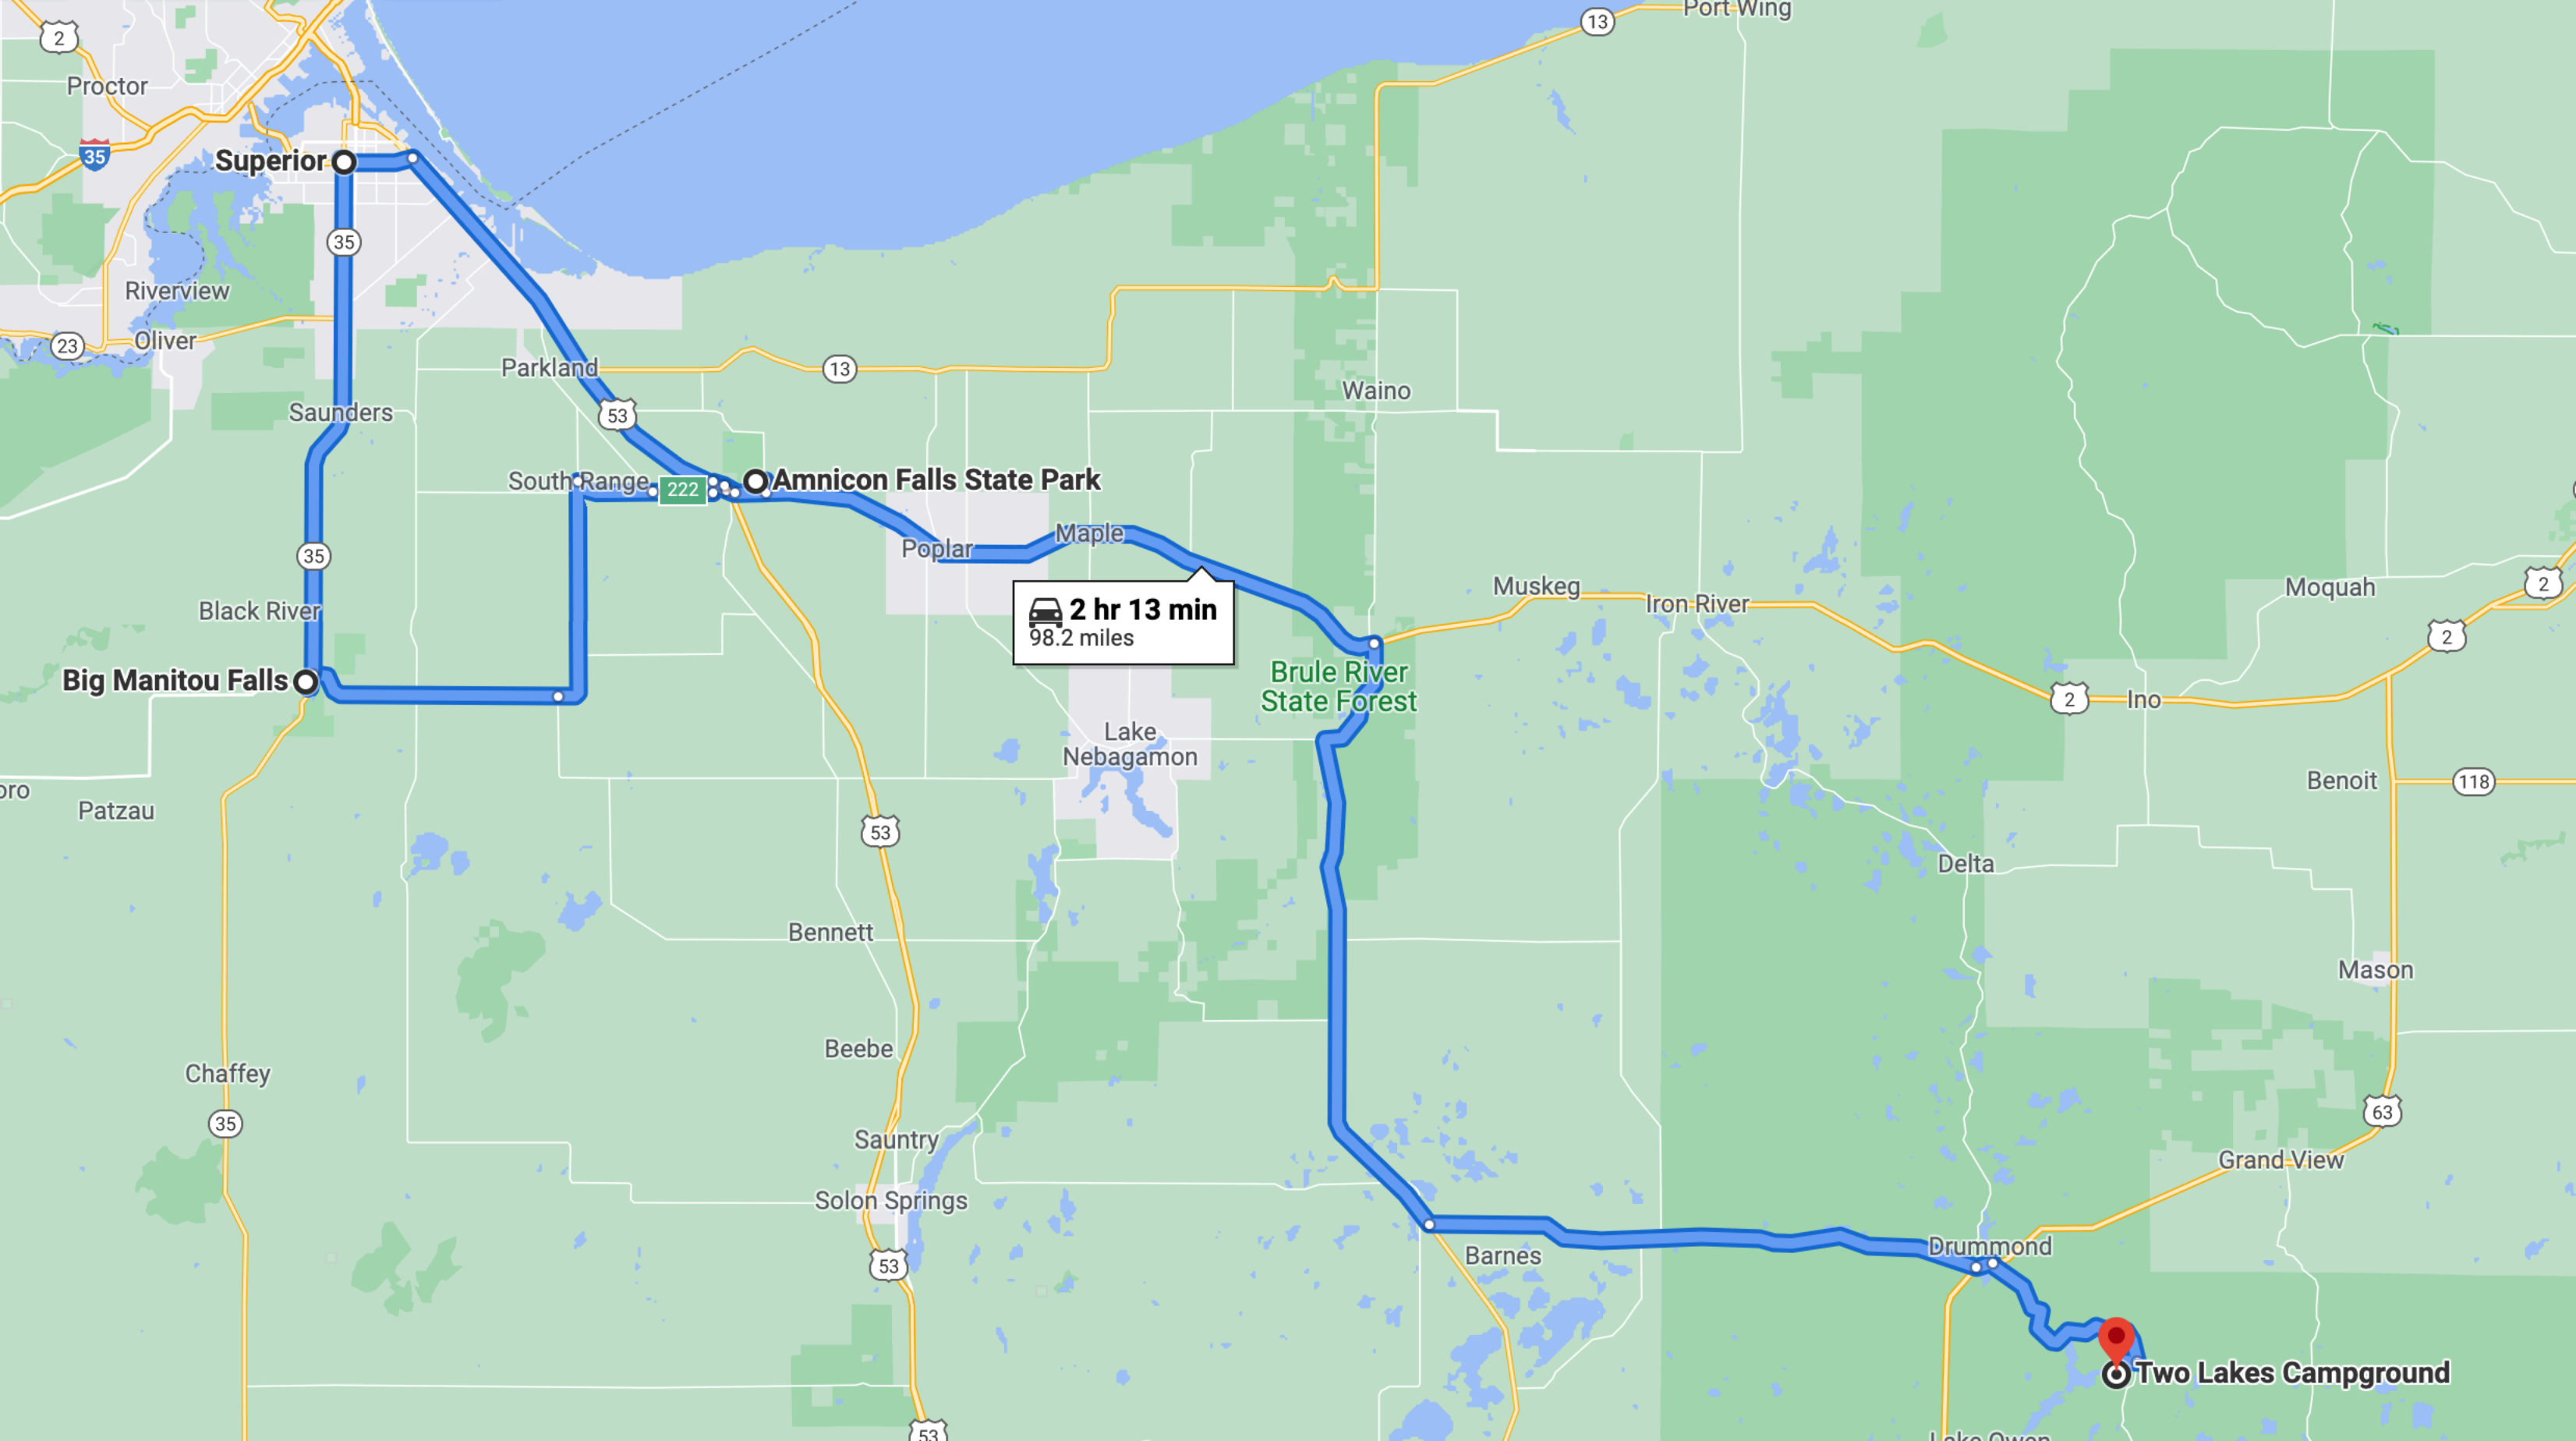 Port Wing
13
2
Proctor
35
Superior
35
Riverview
Oliver
23
Parkland
13
Waino
Saunders
53
South Range
222
Amnicon Falls State Park
Maple
Poplar
35
Muskeg
Iron River
Moquah
2
2 hr 13 min
98.2 miles
Black River
2
Brule River
State Forest
Big Manitou Falls
2
Ino
Lake
Nebagamon
oro
Patzau
Benoit
118
53
Delta
Bennett
Mason
Beebe
Chaffey
35
63
Sauntry
Grand View
Solon Springs
Drummond
Barnes
53
Two Lakes Campground
53
Lake Owen